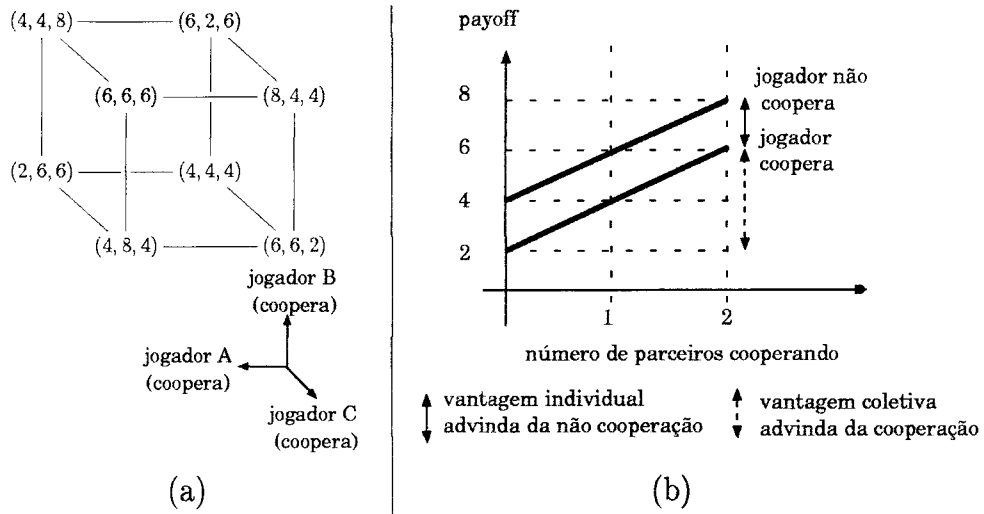 (4, 4, 8) (6, 2, 6)
(6, 6, 6) (8, 4, 4)
(2, 6, 6) (4, 4, 4)
(4, 8, 4) (6, 6, 2)
jogador B
(coopera)
jogador A
(coopera)
jogador C
(coopera)
(a)
payoff
8
6
4
2
jogador não
coopera
jogador
coopera
1 2
número de parceiros cooperando
vantagem individual
advinda da não cooperação
vantagem coletiva
advinda da cooperação
(b)